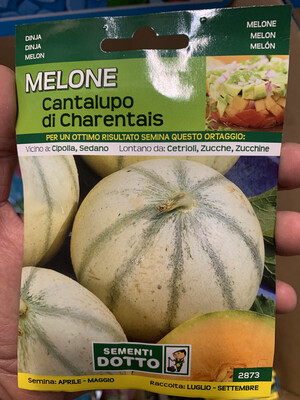 DINJA
DINJA
MELON
MELONE
MELON
MELÓN
MELONE
Cantalupo
di Charentais
PER UN OTTIMO RISULTATO SEMINA QUESTO ORTAGGIO:
Vicino a: Cipolla, Sedano Lontano da: Cetrioli, Zucche, Zucchine
SEMENTI
DOTTO
2873
Semina: APRILE - MAGGIO Raccolta: LUGLIO - SETTEMBRE